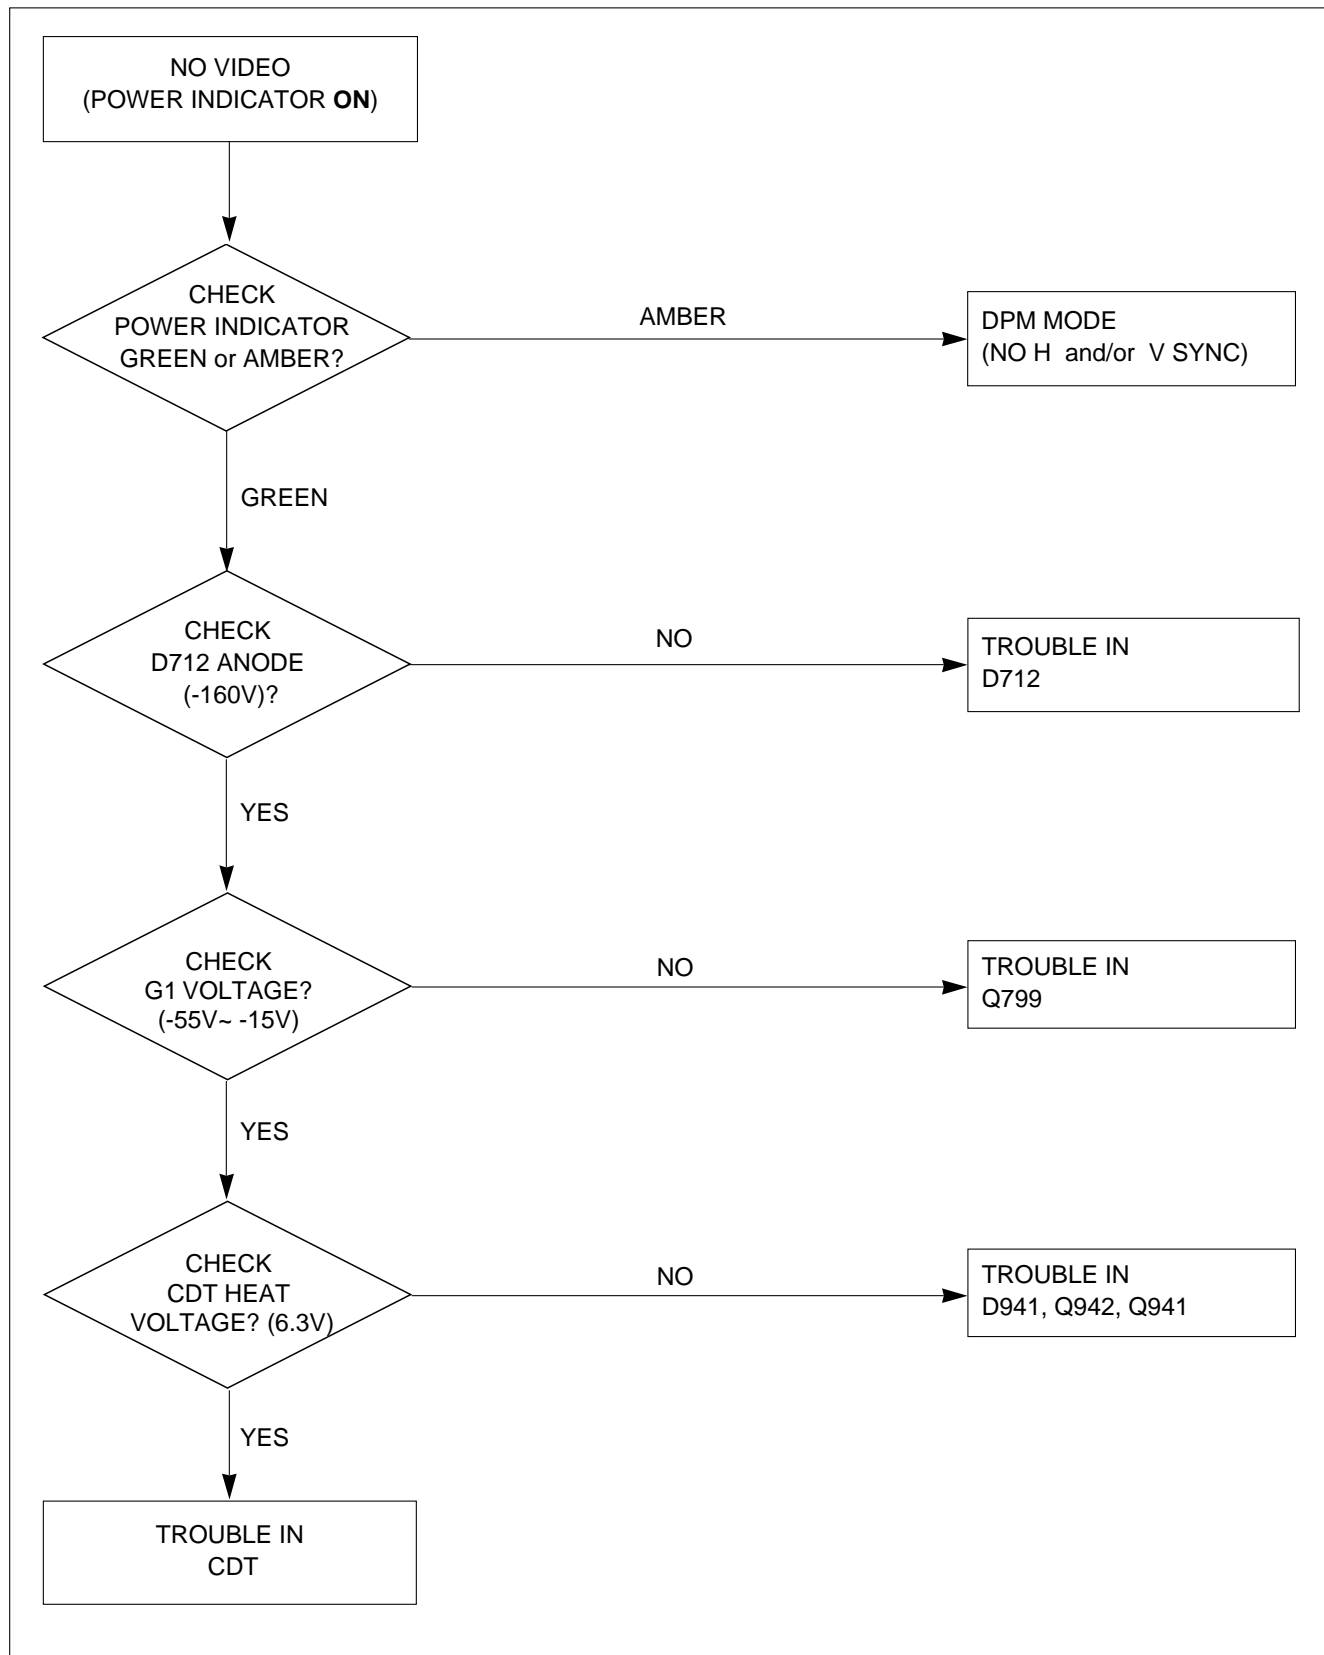 NO VIDEO
(POWER INDICATOR ON)
CHECK
POWER INDICATOR
GREEN or AMBER?
AMBER
DPM MODE
(NO H and/or V SYNC)
GREEN
CHECK
D712 ANODE
(-160V)?
NO
TROUBLE IN
D712
YES
CHECK
G1 VOLTAGE?
(-55V~ -15V)
NO
TROUBLE IN
Q799
YES
CHECK
CDT HEAT
VOLTAGE? (6.3V)
NO
TROUBLE IN
D941, Q942, Q941
YES
TROUBLE IN
CDT